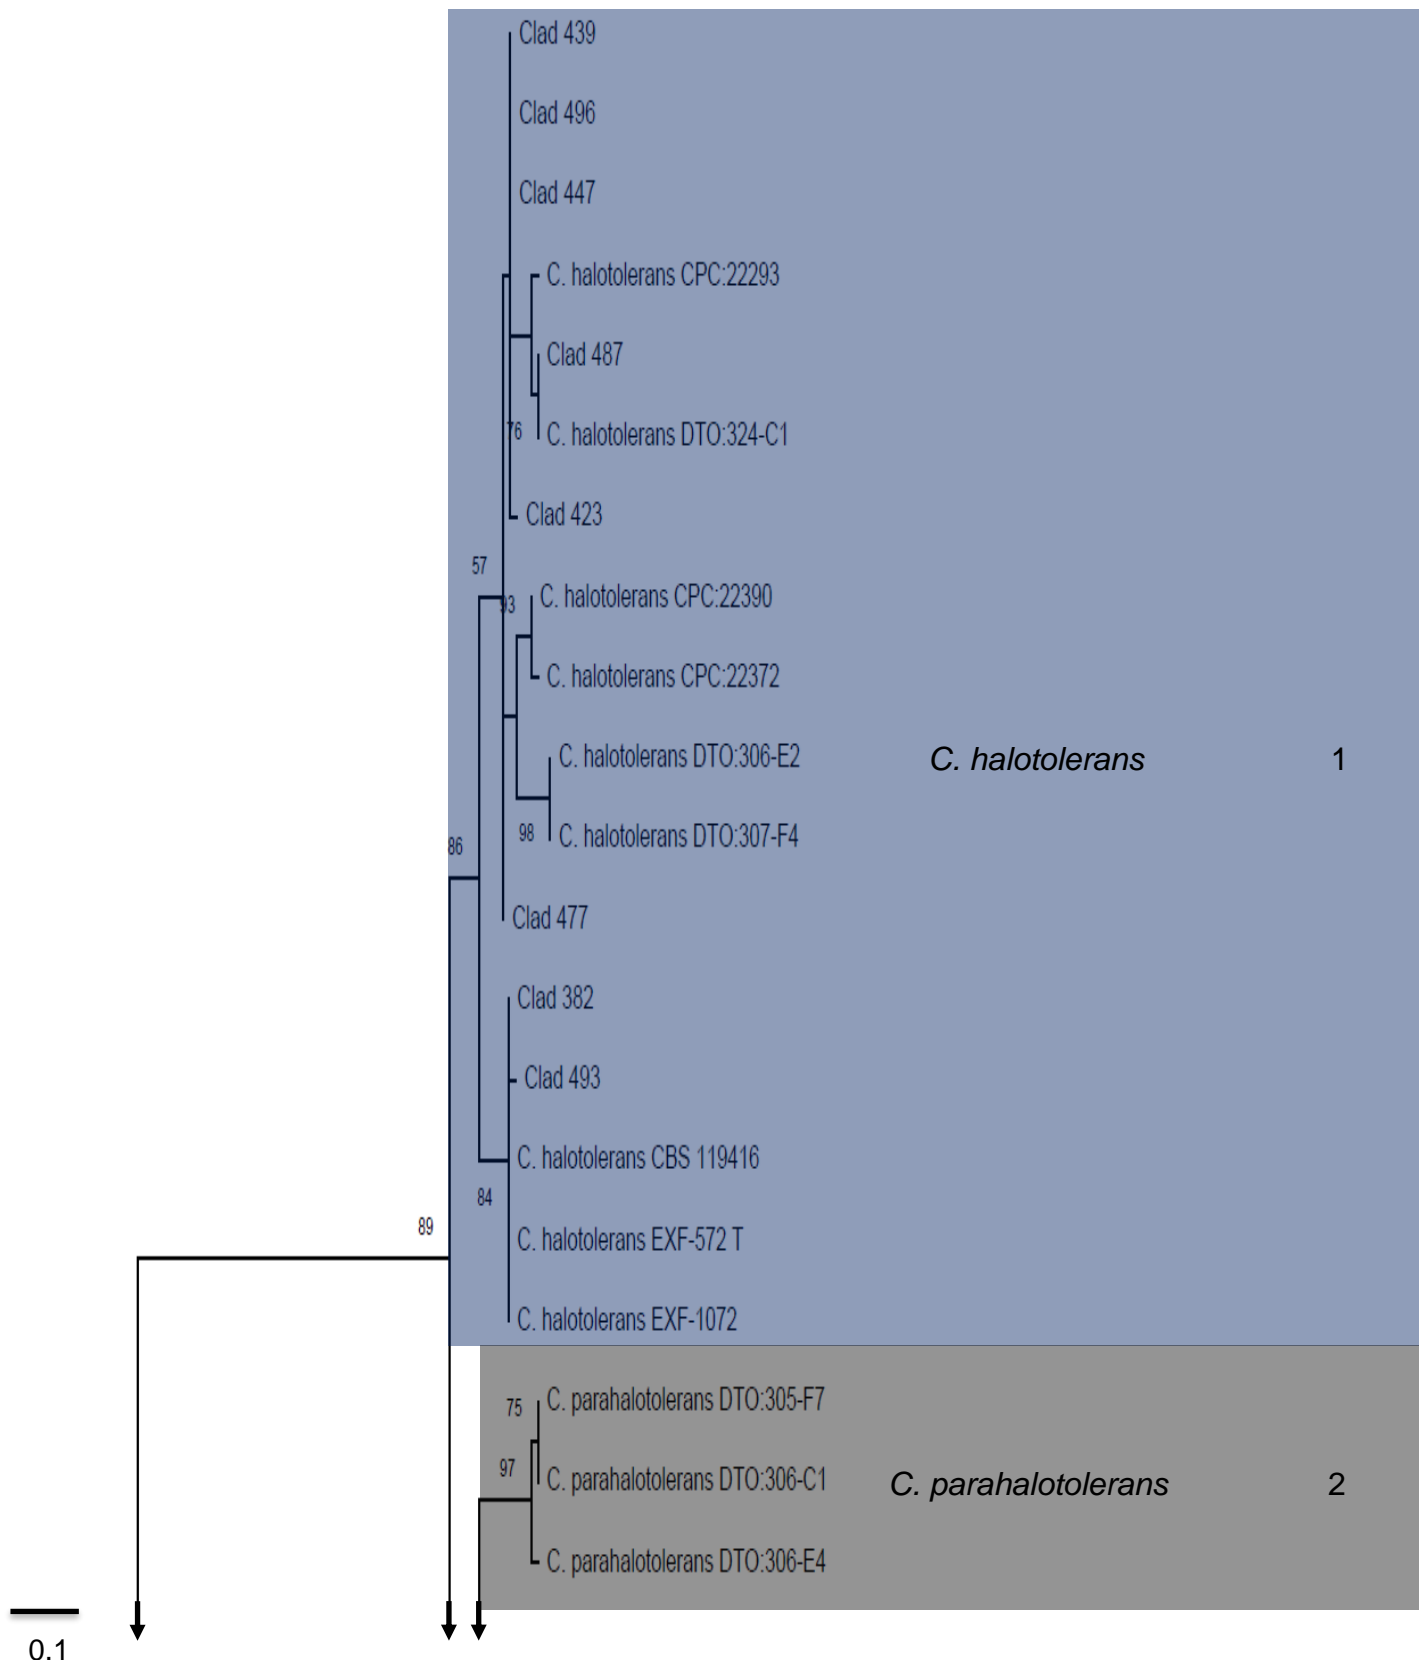 Clad 439
Clad 496
Clad 447
C. halotolerans CPC:22293
Clad 487
76
C. halotolerans DTO:324-C1
Clad 423
57
93
C. halotolerans CPC:22390
C. halotolerans CPC:22372
C. halotolerans DTO:306-E2
C. halotolerans
1
98
C. halotolerans DTO:307-F4
86
Clad 477
Clad 382
Clad 493
C. halotolerans CBS 119416
84
89
C. halotolerans EXF-572 T
C. halotolerans EXF-1072
75
C. parahalotolerans DTO:305-F7
97
C. parahalotolerans DTO:306-C1
C. parahalotolerans
2
C. parahalotolerans DTO:306-E4
0.1